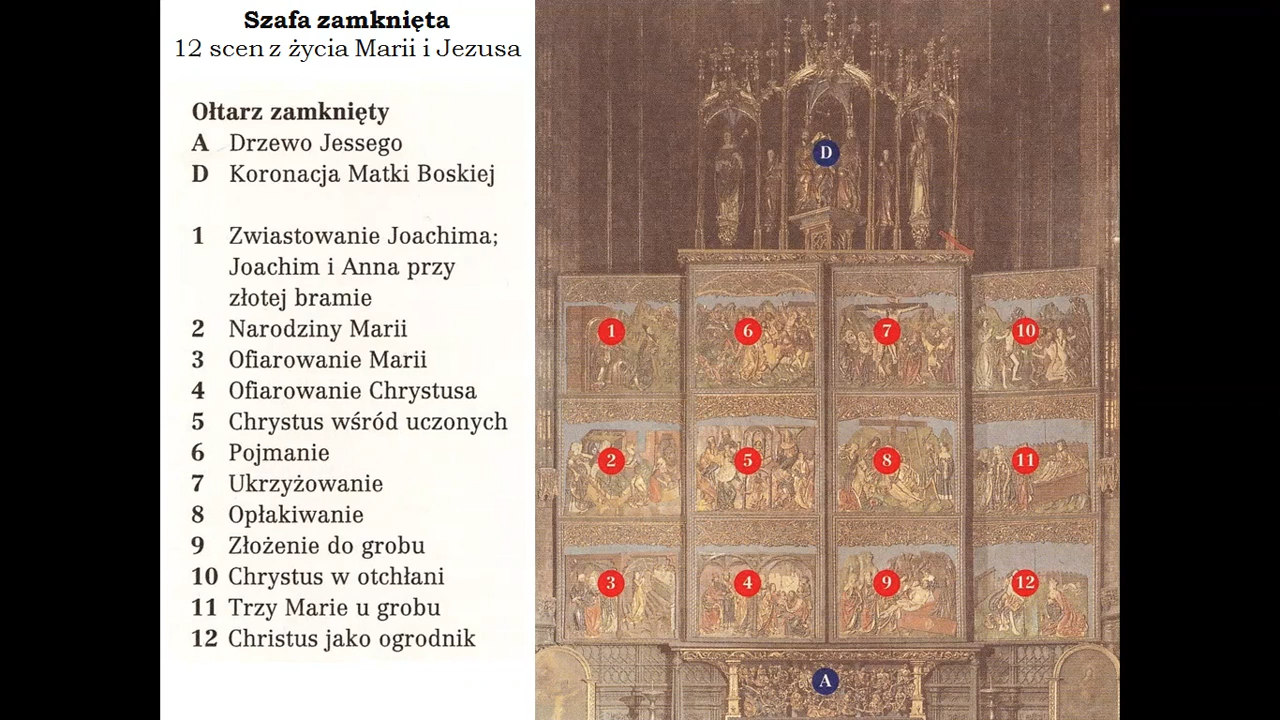 Szafa zamknięta
12 scen z życia Marii i Jezusa
Ołtarz zamknięty
A Drzewo Jessego
D Koronacja Matki Boskiej
1 Zwiastowanie Joachima;
Joachim i Anna przy
złotej bramie
2 Narodziny Marii
3 Ofiarowanie Marii
4 Ofiarowanie Chrystusa
5 Chrystus wśród uczonych
6 Pojmanie
7 Ukrzyżowanie
8 Opłakiwanie
9 Złożenie do grobu
10 Chrystus w otchłani
11 Trzy Marie u grobu
12 Christus jako ogrodnik
D
1 6 7 10
2 5 8 11
3 4 9 12
A